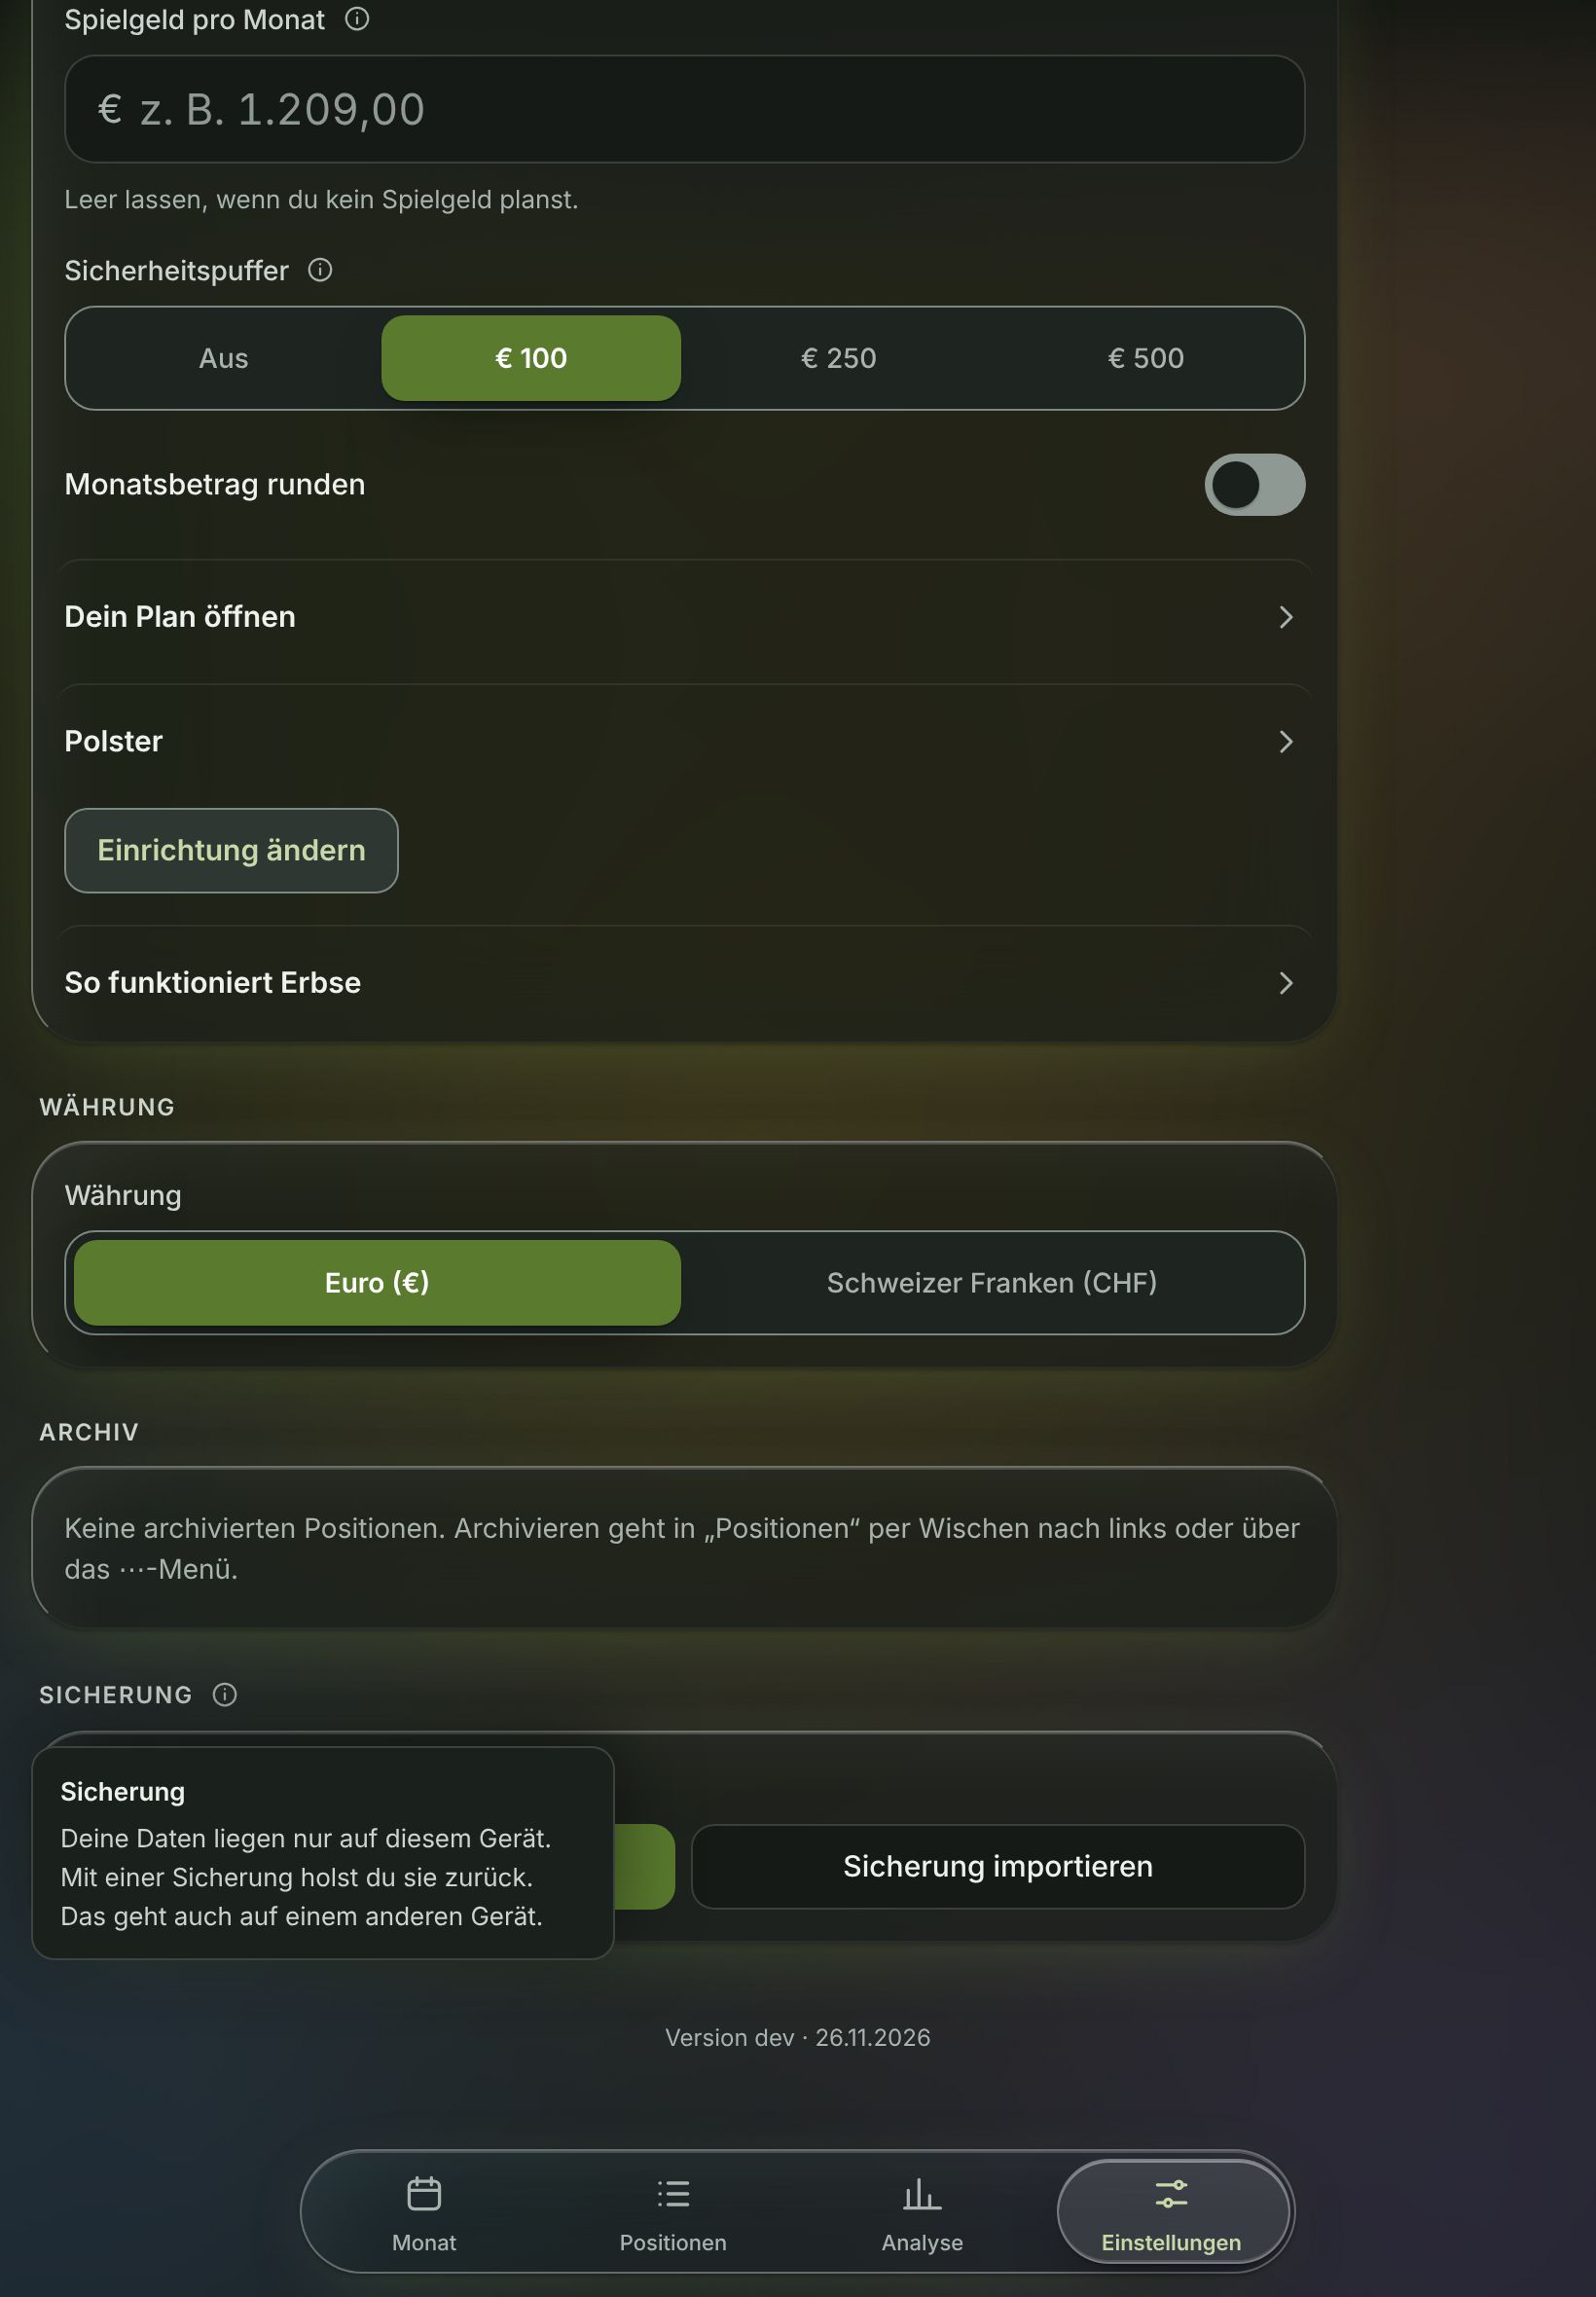 Spielgeld pro Monat
€ z. B. 1.209,00
Leer lassen, wenn du kein Spielgeld planst.
Sicherheitspuffer
Aus
€ 100
€ 250
€ 500
Monatsbetrag runden
Dein Plan öffnen
Polster
Einrichtung ändern
So funktioniert Erbse
WÄHRUNG
Währung
Euro (€)
Schweizer Franken (CHF)
ARCHIV
Keine archivierten Positionen. Archivieren geht in „Positionen“ per Wischen nach links oder über
das ···-Menü.
SICHERUNG
Sicherung
Deine Daten liegen nur auf diesem Gerät.
Mit einer Sicherung holst du sie zurück.
Das geht auch auf einem anderen Gerät.
Sicherung importieren
Version dev · 26.11.2026
Monat
Positionen
Analyse
Einstellungen